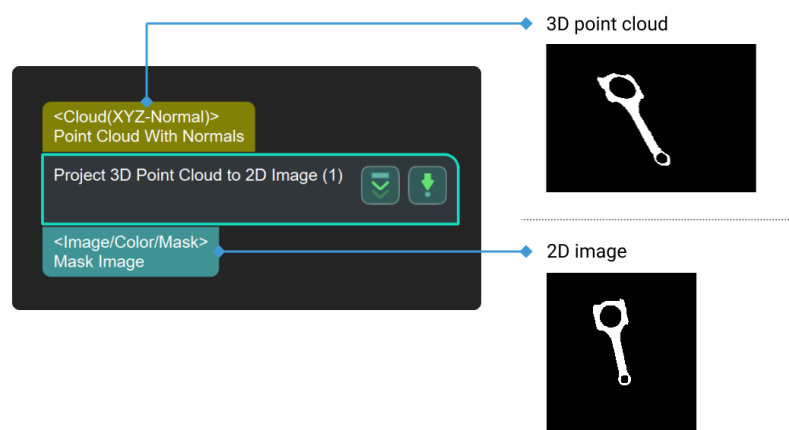 3D point cloud
<Cloud(XYZ-Normal)>
Point Cloud With Normals
Project 3D Point Cloud to 2D Image (1)
<Image/Color/Mask>
Mask Image
2D image